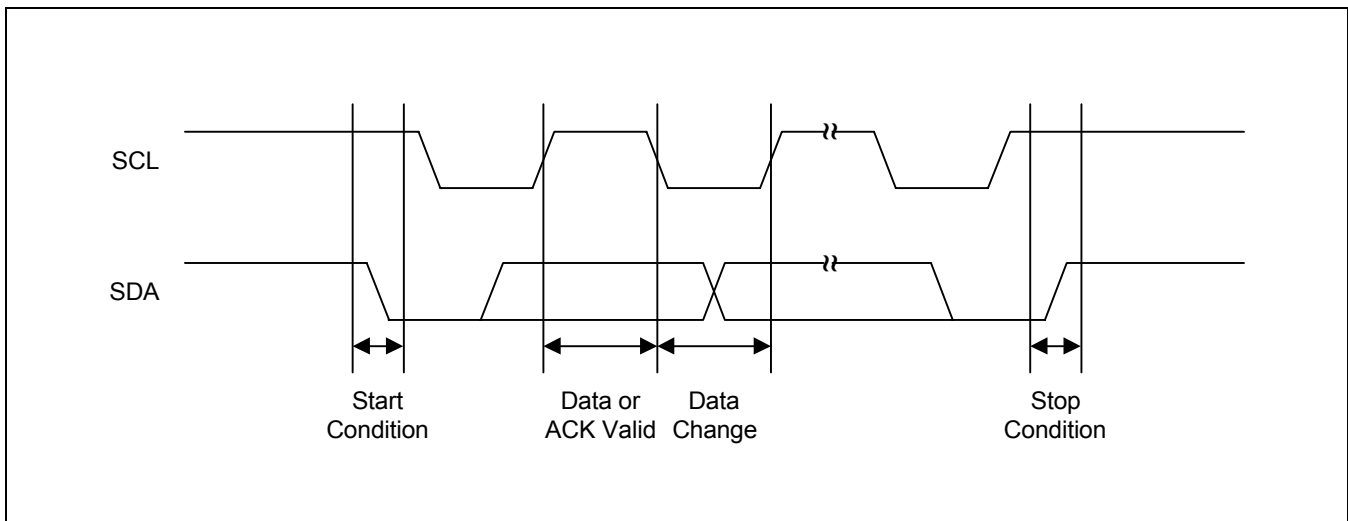 SCL
SDA
Start
Condition
Data or
ACK Valid
Data
Change
Stop
Condition